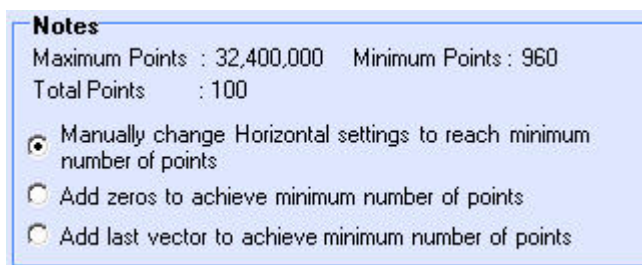 Notes
Maximum Points : 32,400,000 Minimum Points : 960
Total Points : 100
Manually change Horizontal settings to reach minimum
number of points
Add zeros to achieve minimum number of points
Add last vector to achieve minimum number of points